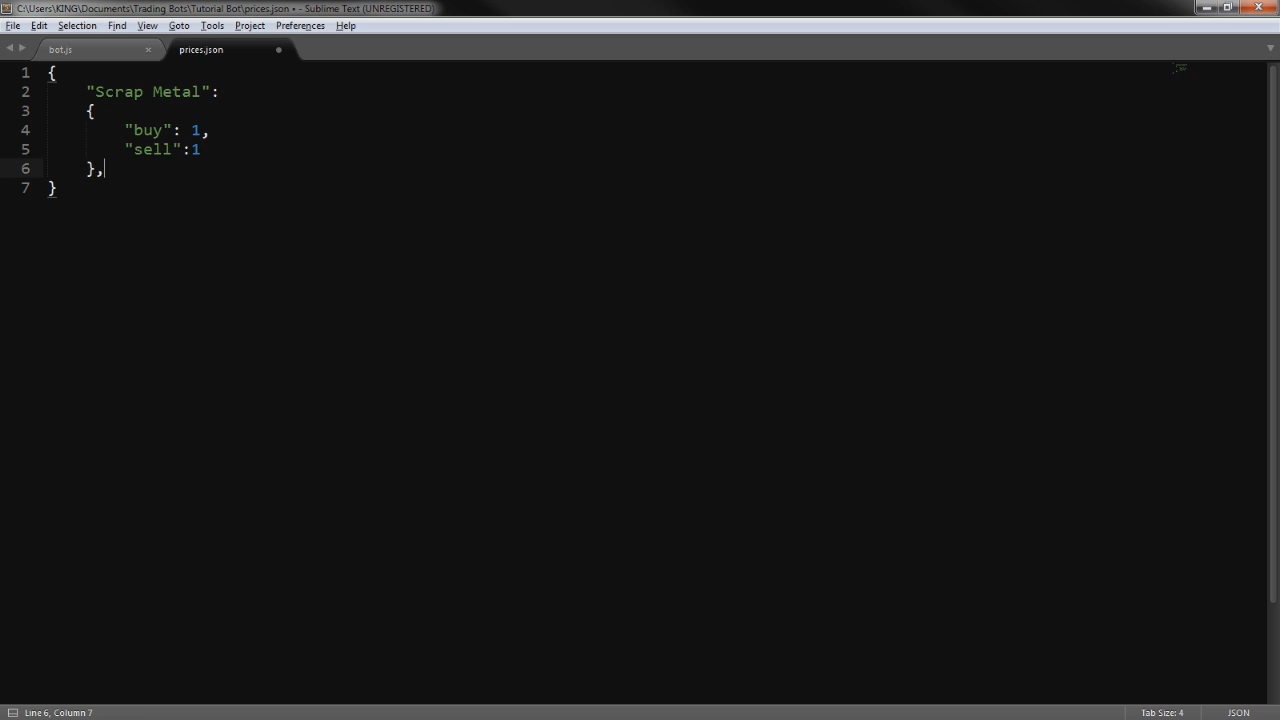 C:\Users\KING\Documents\Trading Bots\Tutorial Bot\prices.json • - Sublime Text (UNREGISTERED)
File Edit Selection Find View Goto Tools Project Preferences Help
bot.js × prices.json
1 {
2 "Scrap Metal":
3 {
4 "buy": 1,
5 "sell":1
6 },
7 }
Line 6, Column 7 Tab Size: 4 JSON